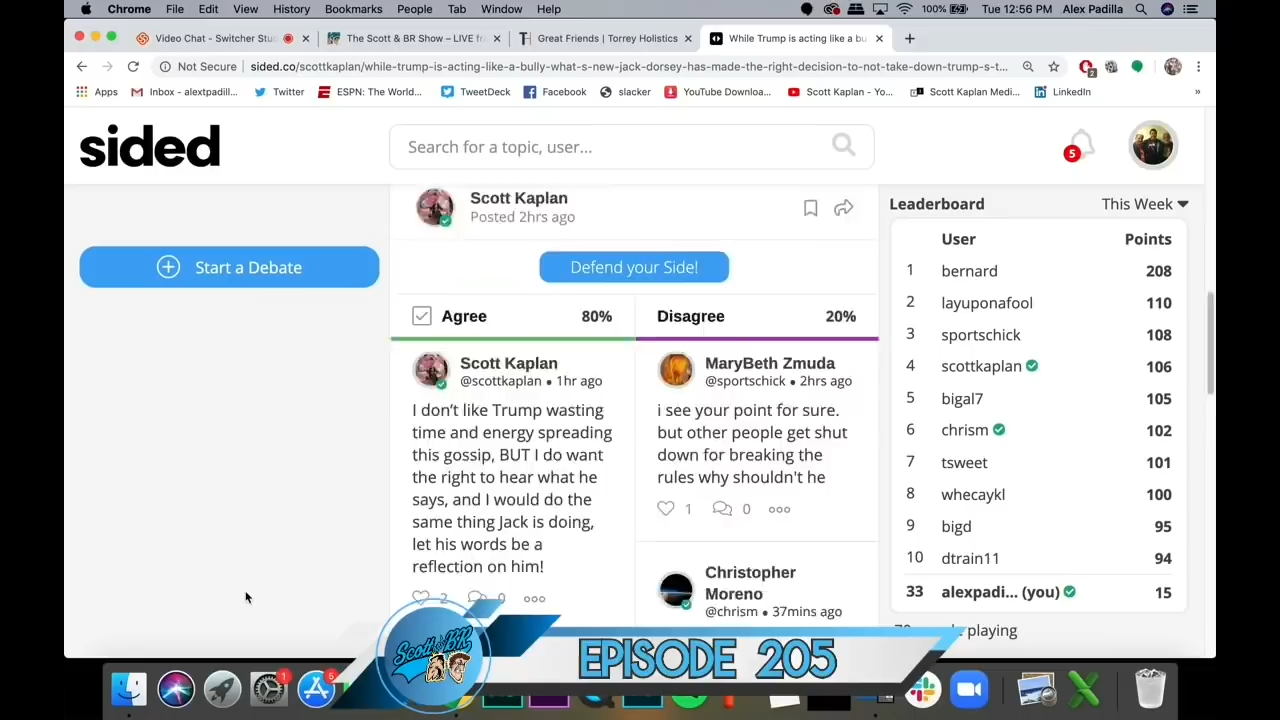 Chrome File Edit View History Bookmarks People Tab Window Help 100% Tue 12:56 PM Alex Padilla
Video Chat - Switcher Stu The Scott & BR Show – LIVE fr Great Friends | Torrey Holistics While Trump is acting like a bu
Not Secure | sided.co/scottkaplan/while-trump-is-acting-like-a-bully-what-s-new-jack-dorsey-has-made-the-right-decision-to-not-take-down-trump-s-t...
Apps Inbox - alextpadill... Twitter ESPN: The World... TweetDeck Facebook slacker YouTube Downloa... Scott Kaplan - Yo... Scott Kaplan Medi... LinkedIn »
sided
Search for a topic, user...
5
Start a Debate
Scott Kaplan
Posted 2hrs ago
Defend your Side!
Agree 80%
Disagree 20%
Scott Kaplan
@scottkaplan • 1hr ago
I don't like Trump wasting
time and energy spreading
this gossip, BUT I do want
the right to hear what he
says, and I would do the
same thing Jack is doing,
let his words be a
reflection on him!
2 0
MaryBeth Zmuda
@sportschick • 2hrs ago
i see your point for sure.
but other people get shut
down for breaking the
rules why shouldn't he
1 0
Christopher
Moreno
@chrism • 37mins ago
Leaderboard This Week
User Points
1 bernard 208
2 layuponafool 110
3 sportschick 108
4 scottkaplan 106
5 bigal7 105
6 chrism 102
7 tsweet 101
8 whecaykl 100
9 bigd 95
10 dtrain11 94
33 alexpadi... (you) 15
playing
Scott & BR
EPISODE 205
1 6